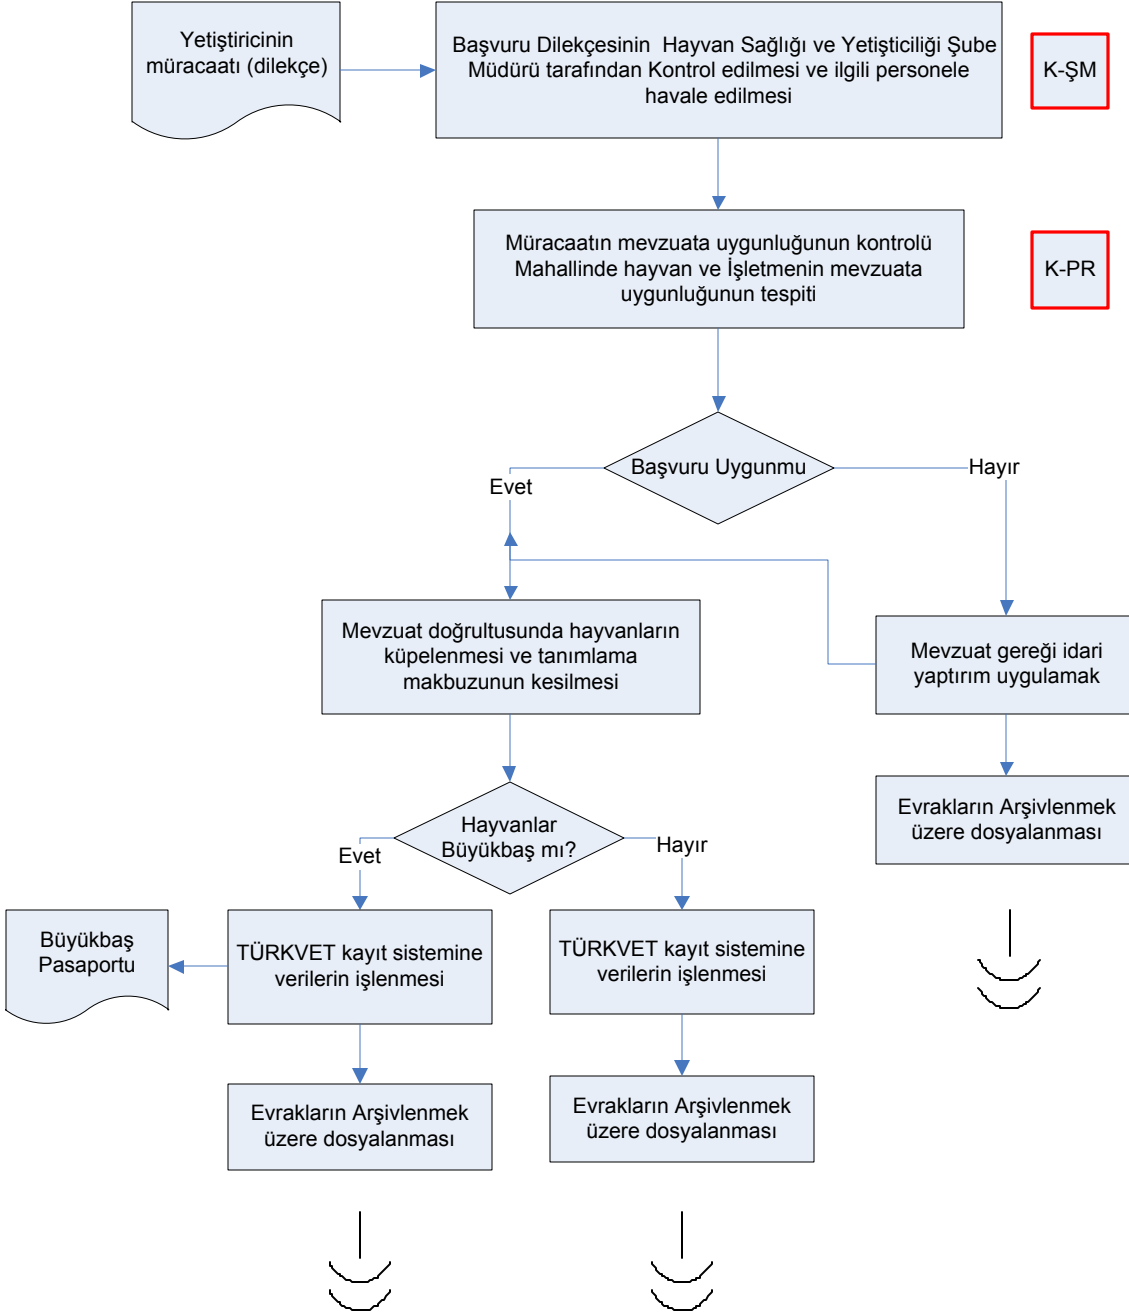 Yetiştiricinin
müracaatı (dilekçe)
Başvuru Dilekçesinin Hayvan Sağlığı ve Yetişticiliği Şube
Müdürü tarafından Kontrol edilmesi ve ilgili personele
havale edilmesi
K-ŞM
Müracaatın mevzuata uygunluğunun kontrolü
Mahallinde hayvan ve İşletmenin mevzuata
uygunluğunun tespiti
K-PR
Başvuru Uygunmu
Evet
Hayır
Mevzuat doğrultusunda hayvanların
küpelenmesi ve tanımlama
makbuzunun kesilmesi
Mevzuat gereği idari
yaptırım uygulamak
Evrakların Arşivlenmek
üzere dosyalanması
Hayvanlar
Büyükbaş mı?
Evet
Hayır
Büyükbaş
Pasaportu
TÜRKVET kayıt sistemine
verilerin işlenmesi
TÜRKVET kayıt sistemine
verilerin işlenmesi
Evrakların Arşivlenmek
üzere dosyalanması
Evrakların Arşivlenmek
üzere dosyalanması